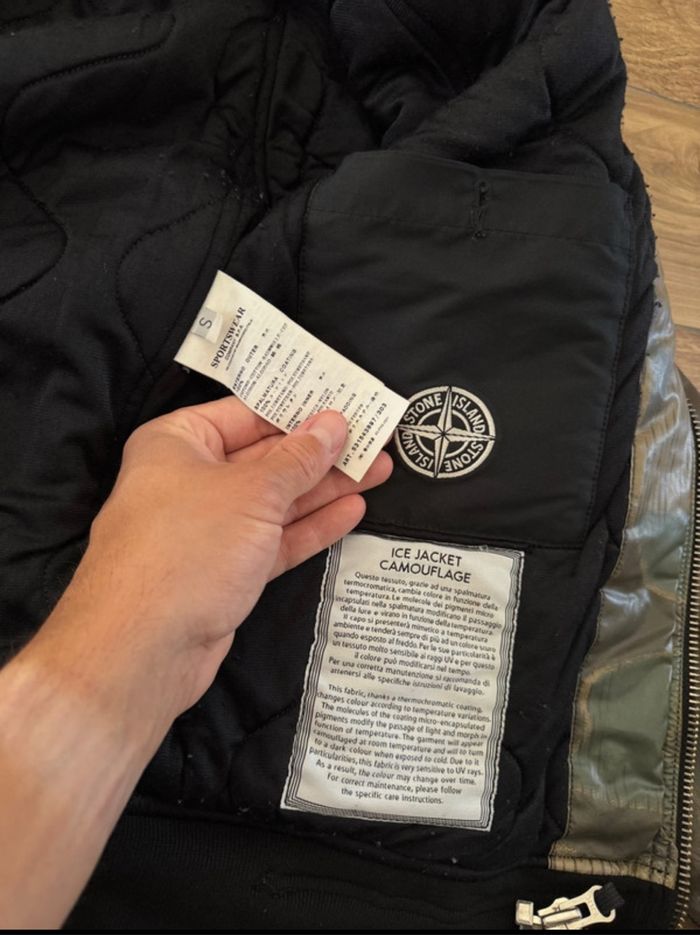 S
SPORTSWEAR
COMPANY S.P.A.
INTERNO OUTER
SPALMATURA COATING
INTERNO INNER
STONE ISLAND
STONE ISLAND
ICE JACKET
CAMOUFLAGE
Questo tessuto, grazie ad una spalmatura
termocromatica, cambia colore in funzione della
temperatura. Le molecole dei pigmenti micro-
incapsulati nella spalmatura modificano il passaggio
della luce e virano in funzione della temperatura.
Il capo si presenterà mimetico a temperatura
ambiente e tenderà sempre di più ad un colore scuro
quando esposto al freddo. Per le sue particolarità è
un tessuto molto sensibile ai raggi UV e per questo
il colore può modificarsi nel tempo.
Per una corretta manutenzione si raccomanda di
attenersi alle specifiche istruzioni di lavaggio.
This fabric, thanks a thermochromatic coating,
changes colour according to temperature variations.
The molecules of the coating micro-encapsulated
pigments modify the passage of light and morph in
function of temperature. The garment will appear
camouflaged at room temperature and will to turn
to a dark colour when exposed to cold. Due to it
particularities, this fabric is very sensitive to UV rays.
As a result, the colour may change over time.
For correct maintenance, please follow
the specific care instructions.